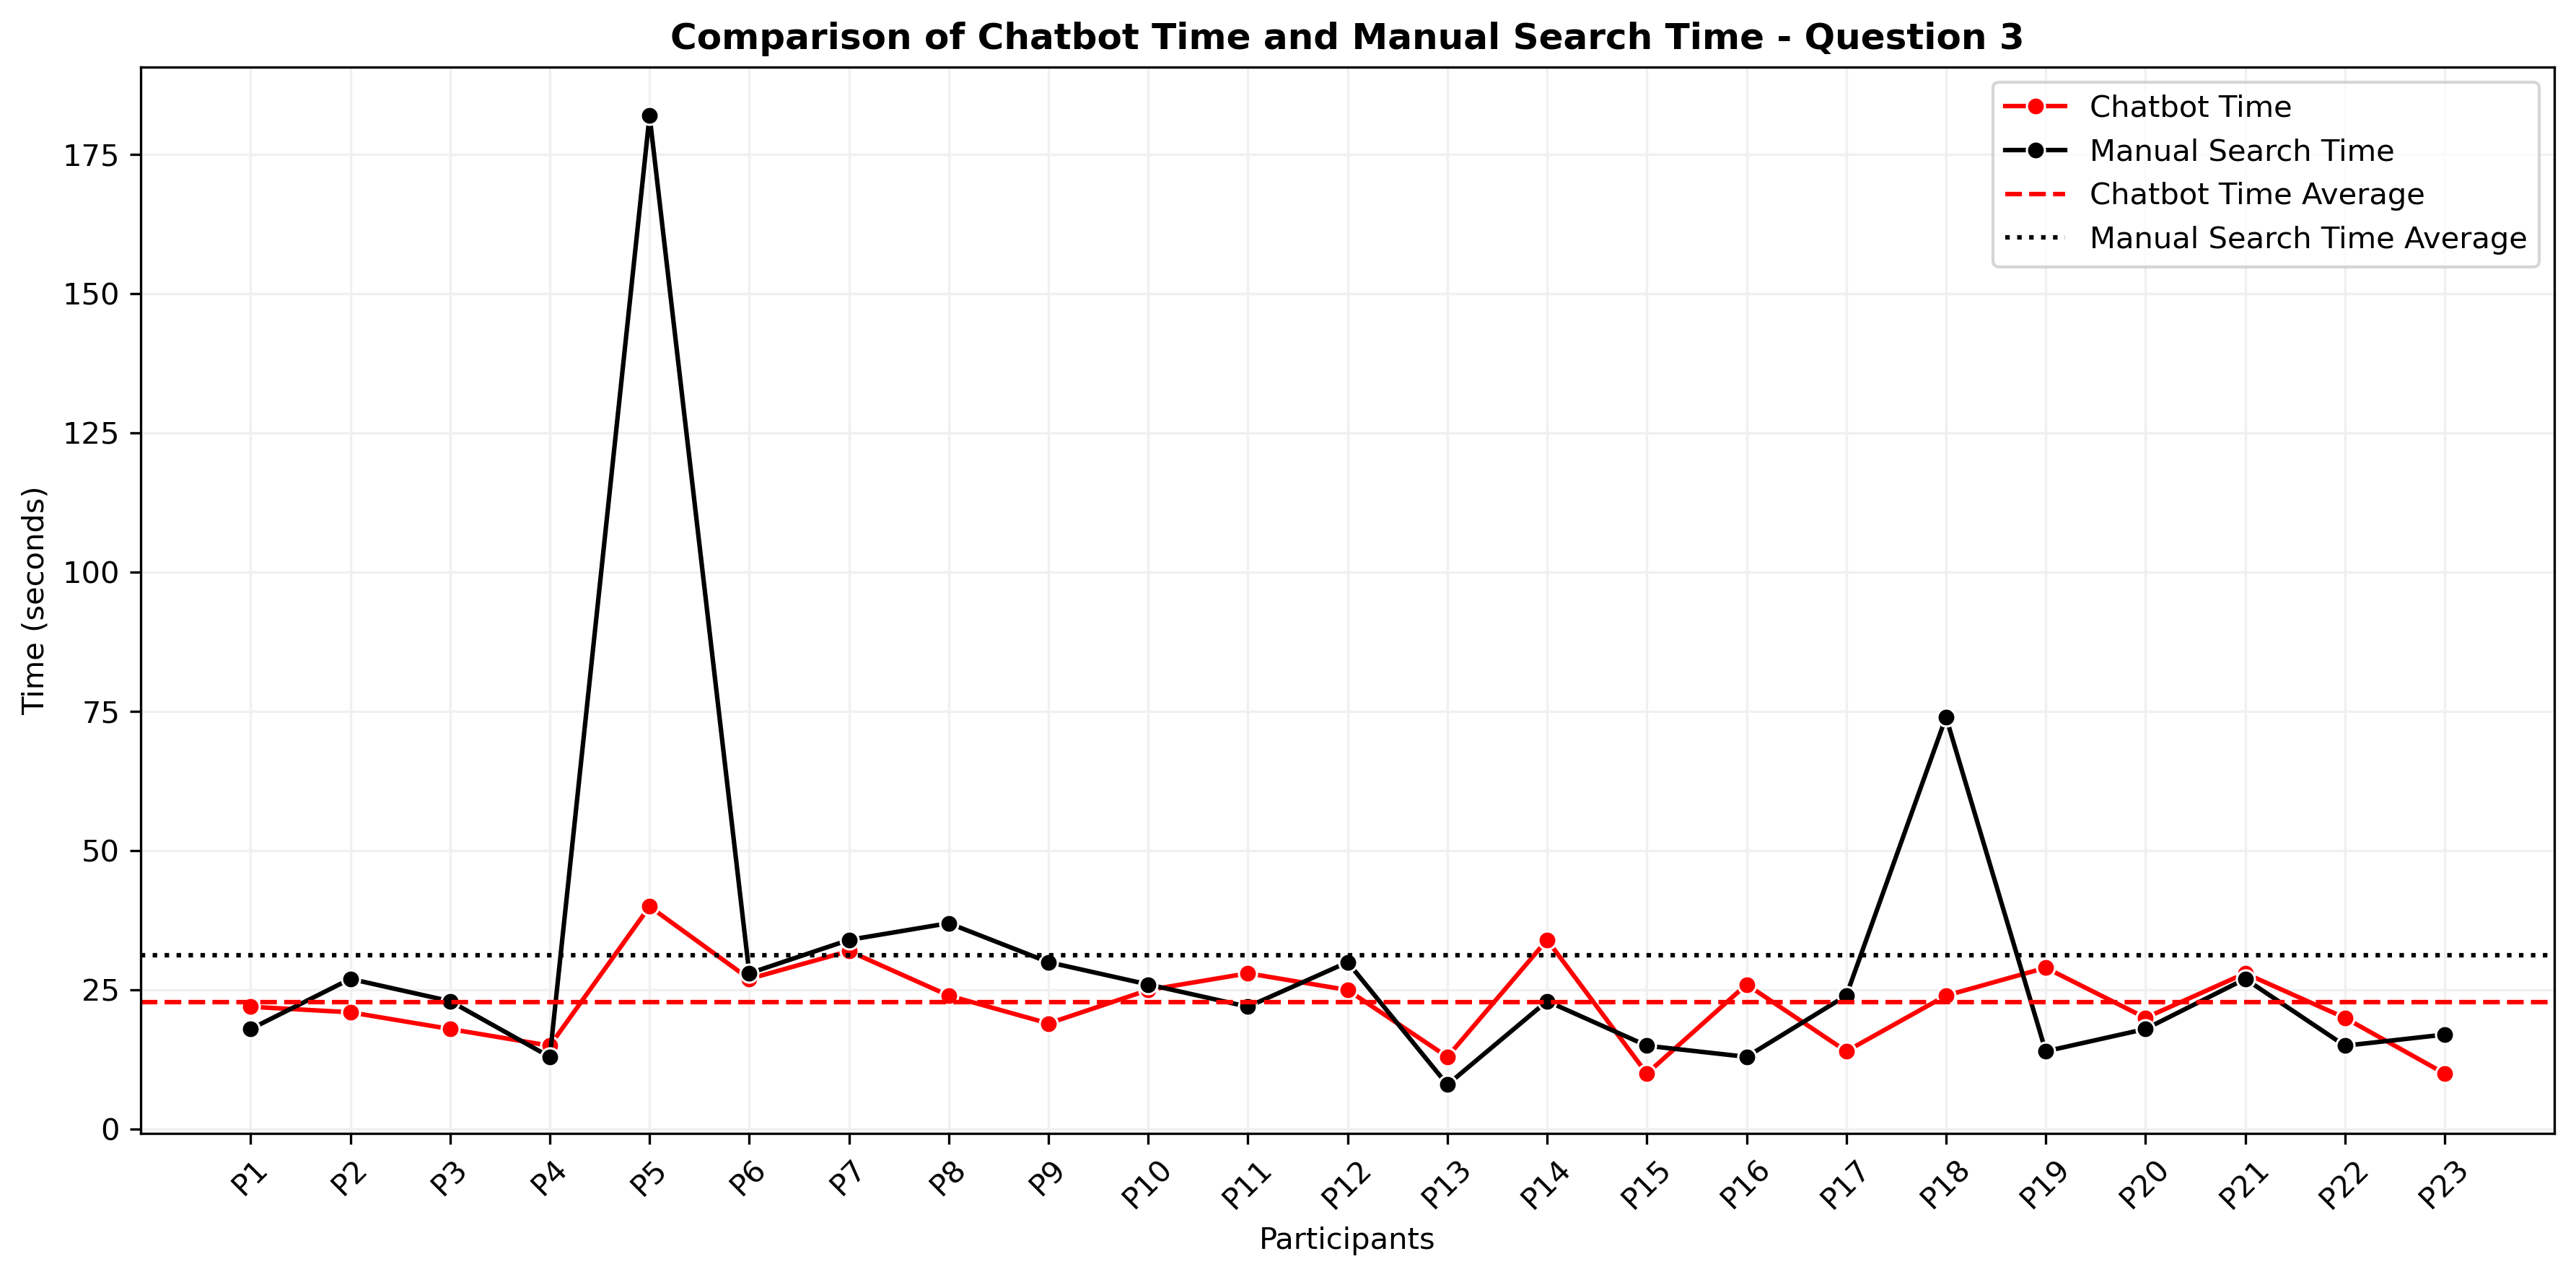 Comparison of Chatbot Time and Manual Search Time - Question 3
Chatbot Time
Manual Search Time
Chatbot Time Average
Manual Search Time Average
Time (seconds)
175
150
125
100
75
50
25
0
P1 P2 P3 P4 P5 P6 P7 P8 P9 P10 P11 P12 P13 P14 P15 P16 P17 P18 P19 P20 P21 P22 P23
Participants